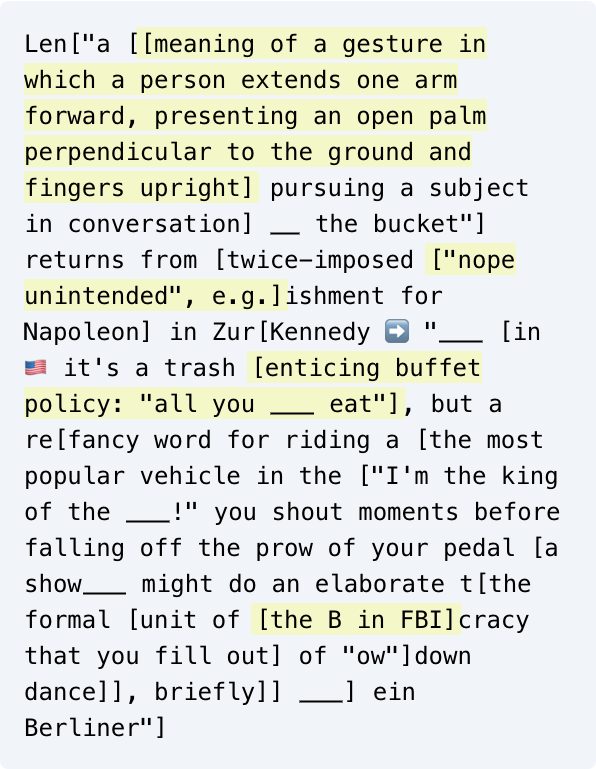 Len["a [[meaning of a gesture in
which a person extends one arm
forward, presenting an open palm
perpendicular to the ground and
fingers upright] pursuing a subject
in conversation] __ the bucket"]
returns from [twice-imposed ["nope
unintended", e.g.]ishment for
Napoleon] in Zur[Kennedy ➡️ "___ [in
🇺🇸 it's a trash [enticing buffet
policy: "all you ___ eat"], but a
re[fancy word for riding a [the most
popular vehicle in the ["I'm the king
of the ___!" you shout moments before
falling off the prow of your pedal [a
show___ might do an elaborate t[the
formal [unit of [the B in FBI]cracy
that you fill out] of "ow"]down
dance]], briefly]] ___] ein
Berliner"]